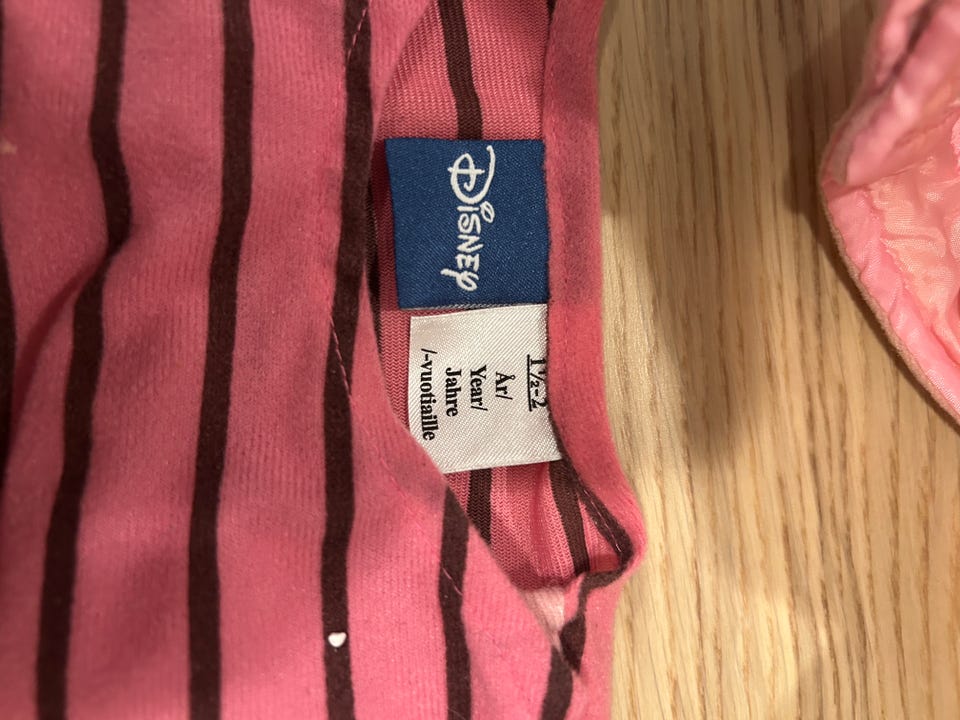 Disney
1½-2
År/
Year/
Jahre
/-vuotiaille